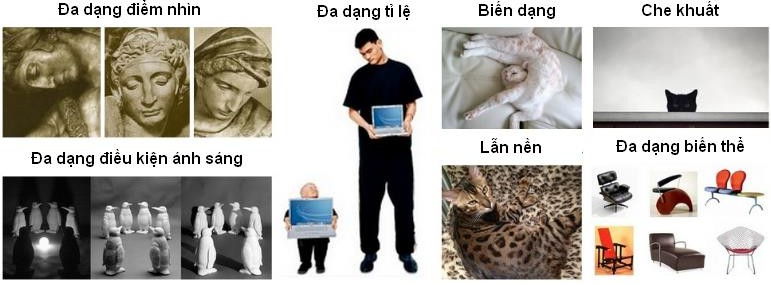 Đa dạng điểm nhìn
Đa dạng tỉ lệ
Biến dạng
Che khuất
Đa dạng điều kiện ánh sáng
Lẫn nền
Đa dạng biến thể